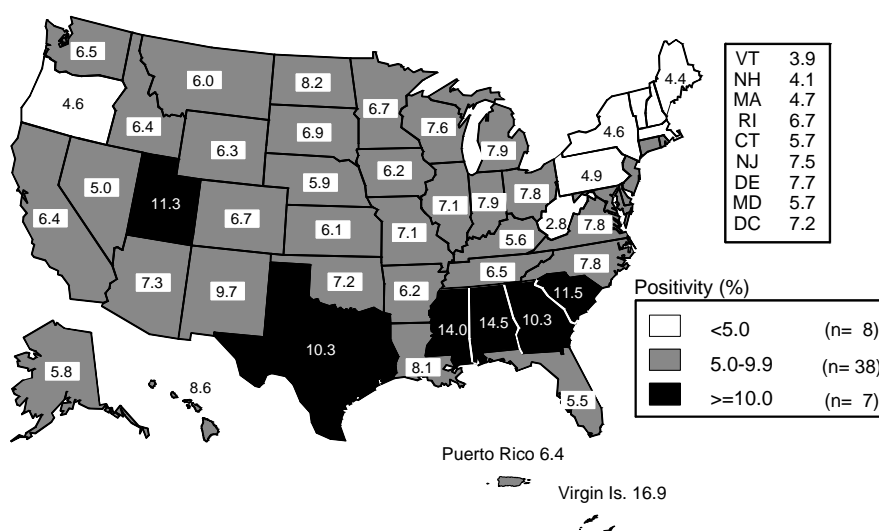 6.5
6.0
8.2
4.6
6.4
6.3
6.9
5.9
6.7
7.6
7.9
4.6
4.4
4.9
5.0
11.3
6.7
6.1
6.2
7.1
7.1
7.9
7.8
2.8
7.8
5.6
6.4
7.3
9.7
7.2
6.2
6.5
7.8
11.5
10.3
14.0
14.5
10.3
8.1
5.5
5.8
8.6
VT 3.9
NH 4.1
MA 4.7
RI 6.7
CT 5.7
NJ 7.5
DE 7.7
MD 5.7
DC 7.2
Positivity (%)
<5.0 (n= 8)
5.0-9.9 (n= 38)
>=10.0 (n= 7)
Puerto Rico 6.4
Virgin Is. 16.9